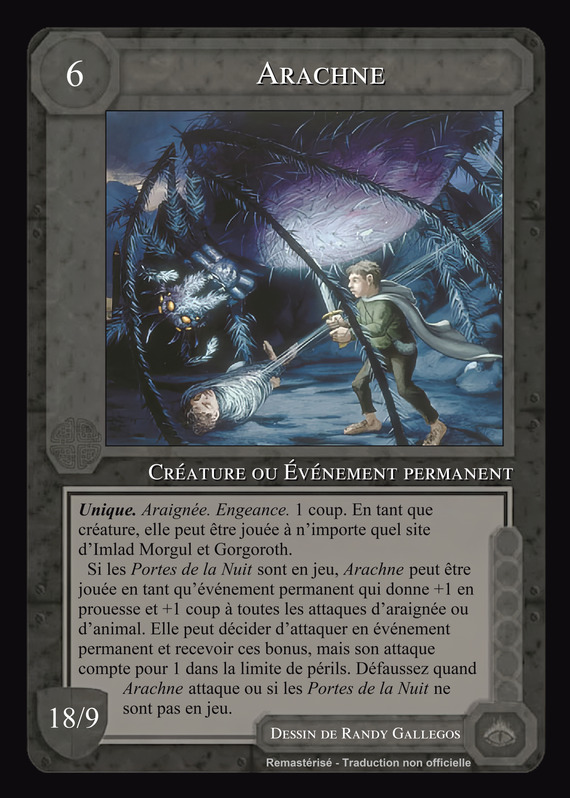 6
Arachne
Créature ou Événement permanent
Unique. Araignée. Engeance. 1 coup. En tant que
créature, elle peut être jouée à n'importe quel site
d'Imlad Morgul et Gorgoroth.
Si les Portes de la Nuit sont en jeu, Arachne peut être
jouée en tant qu'événement permanent qui donne +1 en
prouesse et +1 coup à toutes les attaques d'araignée ou
d'animal. Elle peut décider d'attaquer en événement
permanent et recevoir ces bonus, mais son attaque
compte pour 1 dans la limite de périls. Défaussez quand
Arachne attaque ou si les Portes de la Nuit ne
sont pas en jeu.
18/9
Dessin de Randy Gallegos
Remastérisé - Traduction non officielle